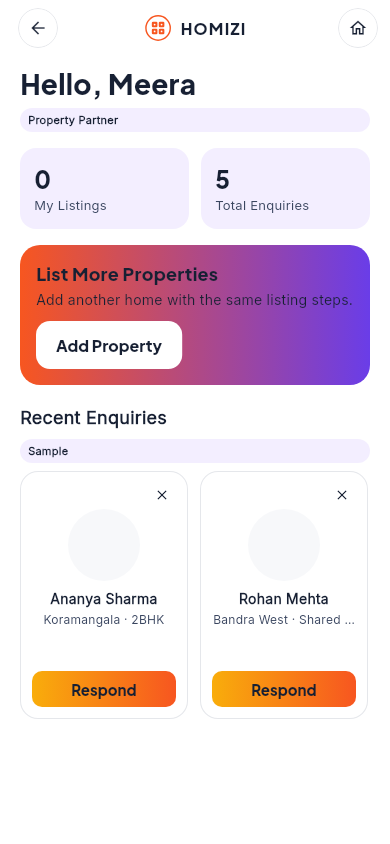 HOMIZI
Hello, Meera
Property Partner
0
My Listings
5
Total Enquiries
List More Properties
Add another home with the same listing steps.
Add Property
Recent Enquiries
Sample
Ananya Sharma
Koramangala · 2BHK
Respond
Rohan Mehta
Bandra West · Shared ...
Respond